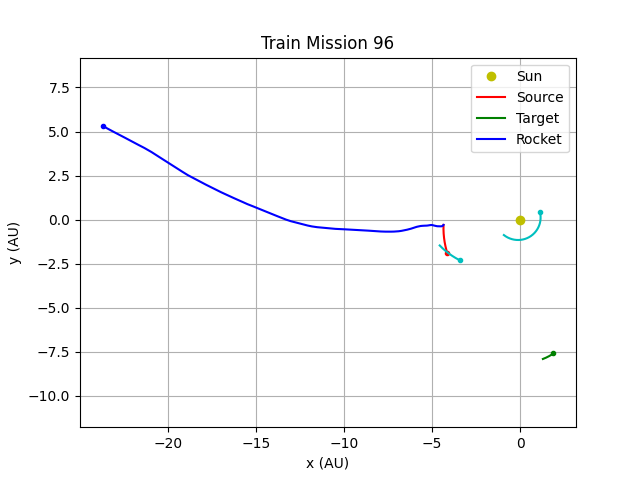 Train Mission 96
Sun
Source
Target
Rocket
7.5
5.0
2.5
0.0
−2.5
−5.0
−7.5
−10.0
y (AU)
−20
−15
−10
−5
0
x (AU)